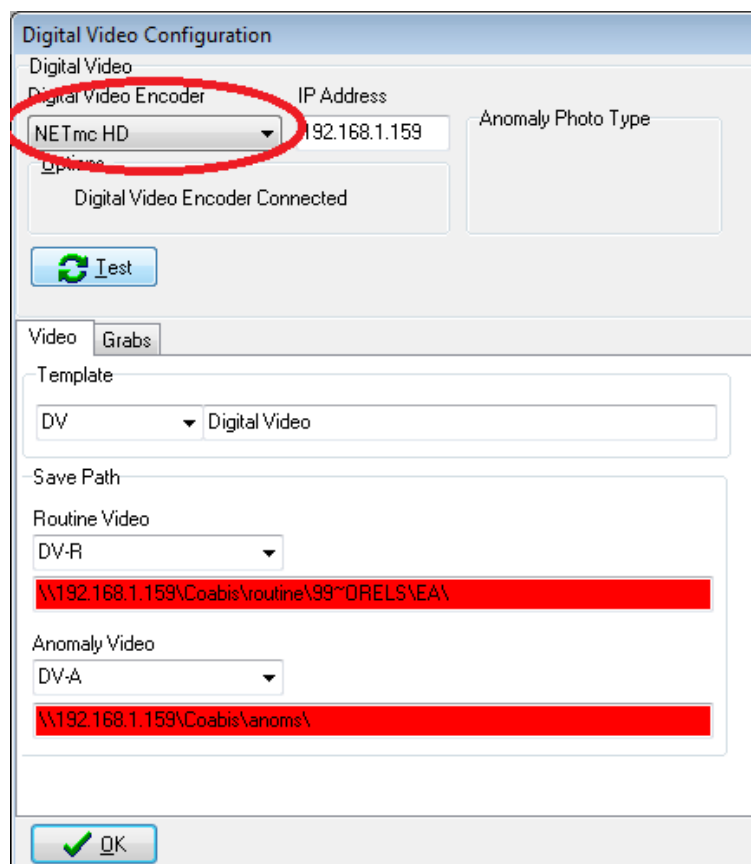 Digital Video Configuration
Digital Video
Digital Video Encoder IP Address
Anomaly Photo Type
NETmc HD 192.168.1.159
Options
Digital Video Encoder Connected
Test
Video Grabs
Template
DV Digital Video
Save Path
Routine Video
DV-R
\\192.168.1.159\Coabis\routine\99~ORELS\EA\
Anomaly Video
DV-A
\\192.168.1.159\Coabis\anoms\
OK